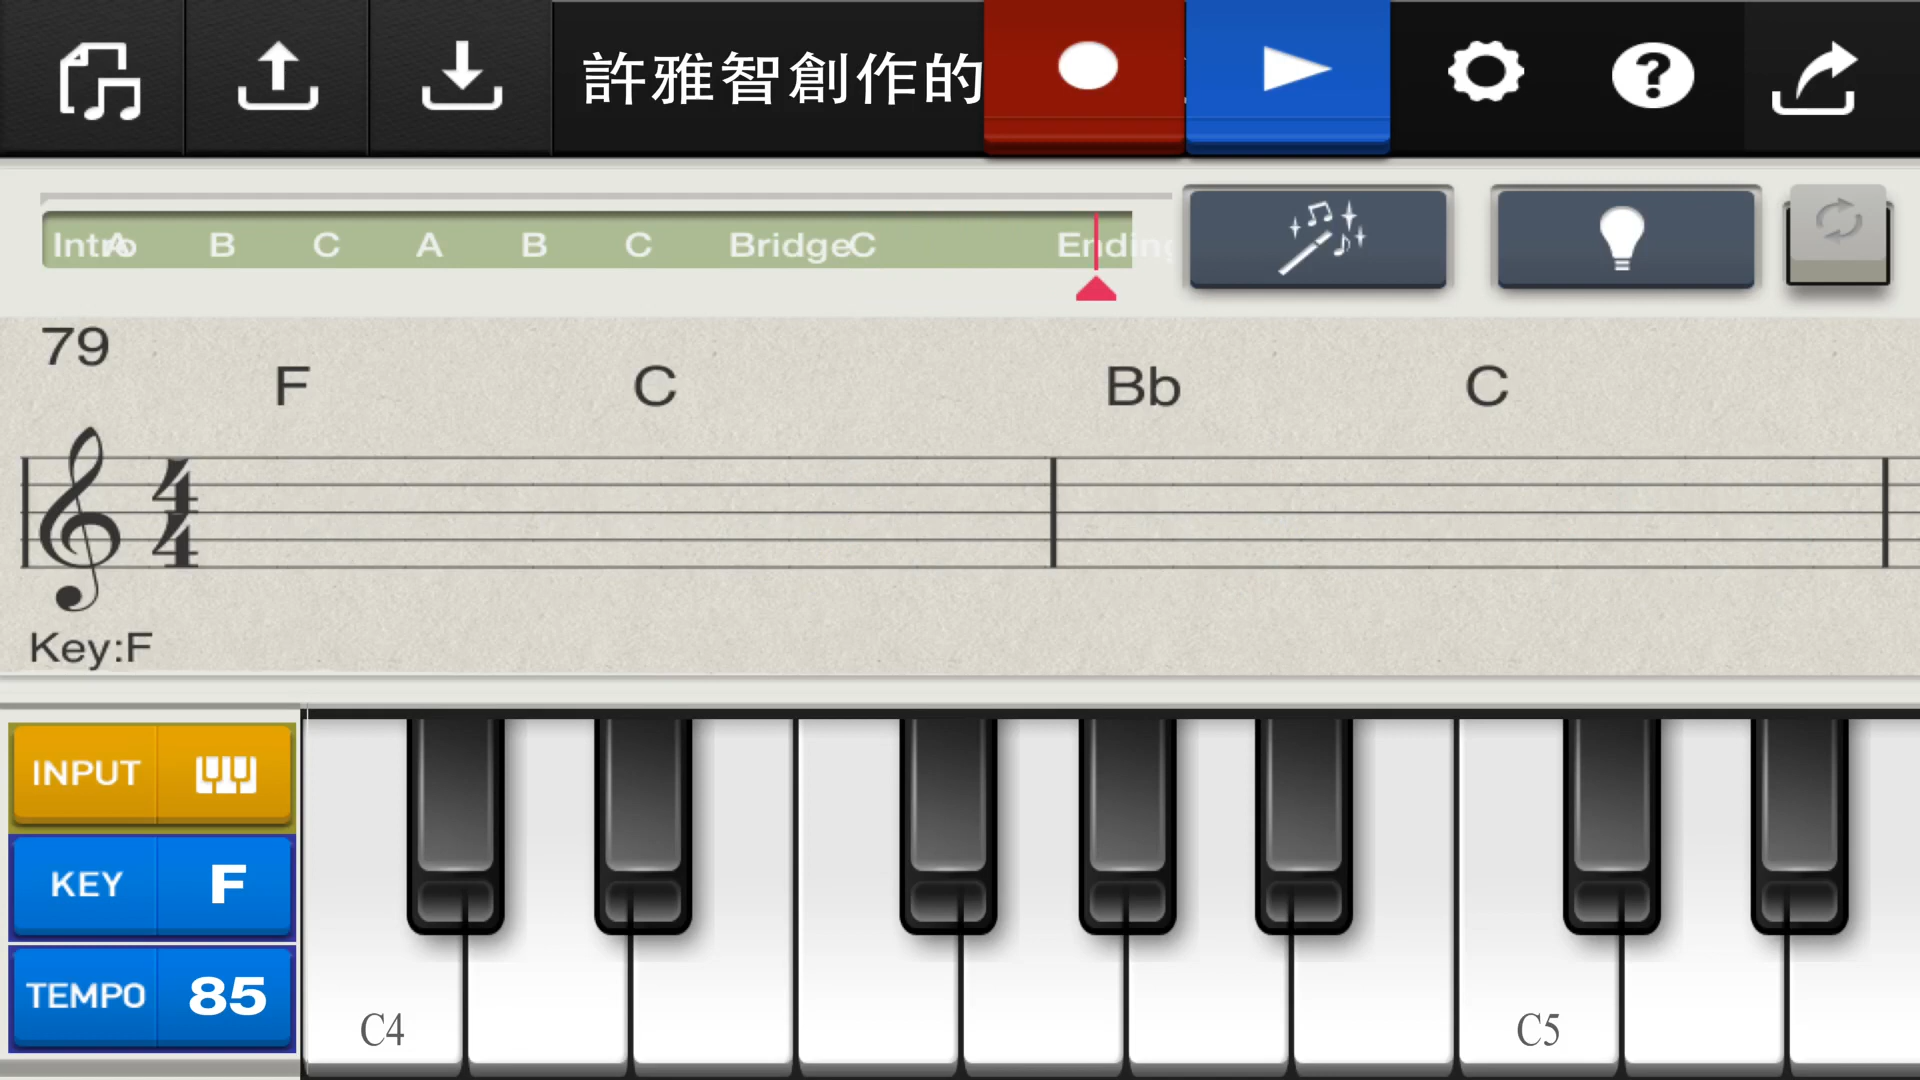 許雅智創作的
Intro A B C A B C Bridge C Ending
79
F C Bb C
4
4
Key:F
INPUT
KEY F
TEMPO 85
C4 C5